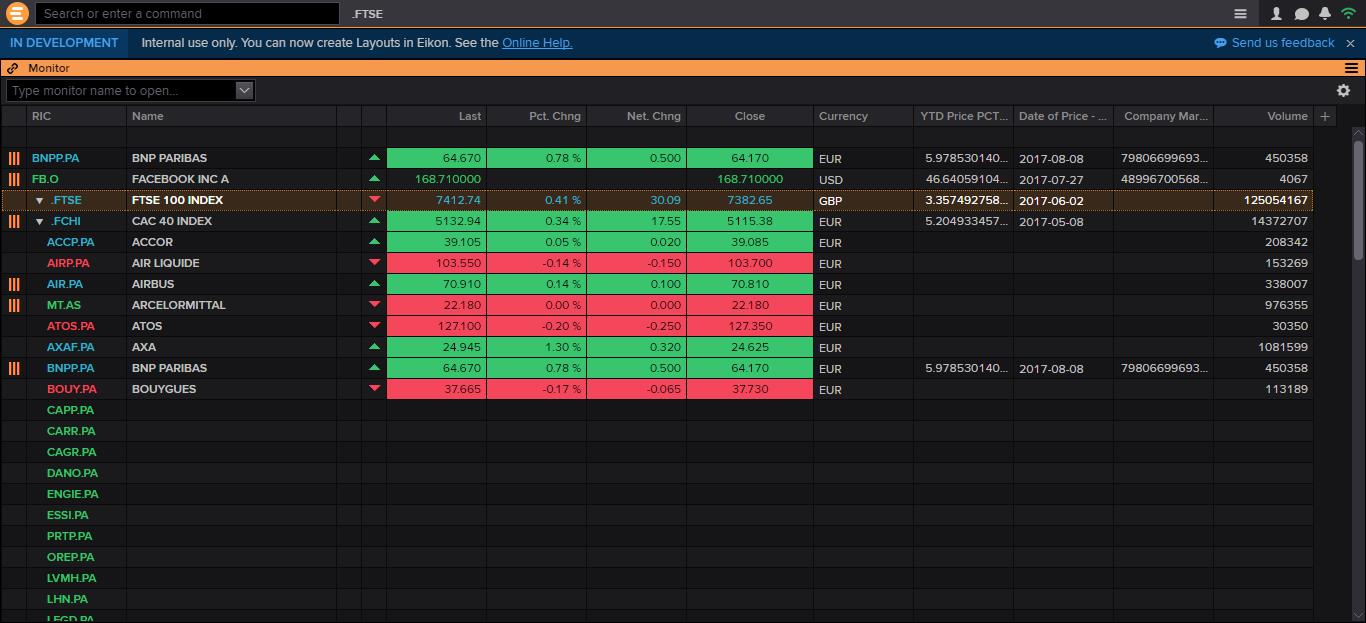 Search or enter a command .FTSE
IN DEVELOPMENT Internal use only. You can now create Layouts in Eikon. See the Online Help. Send us feedback
Monitor
Type monitor name to open...
RIC Name Last Pct. Chng Net. Chng Close Currency YTD Price PCT... Date of Price - ... Company Mar... Volume +
BNPP.PA BNP PARIBAS 64.670 0.78 % 0.500 64.170 EUR 5.978530140... 2017-08-08 79806699693... 450358
FB.O FACEBOOK INC A 168.710000 168.710000 USD 46.64059104... 2017-07-27 48996700568... 4067
.FTSE FTSE 100 INDEX 7412.74 0.41 % 30.09 7382.65 GBP 3.357492758... 2017-06-02 125054167
.FCHI CAC 40 INDEX 5132.94 0.34 % 17.55 5115.38 EUR 5.204933457... 2017-05-08 14372707
ACCP.PA ACCOR 39.105 0.05 % 0.020 39.085 EUR 208342
AIRP.PA AIR LIQUIDE 103.550 -0.14 % -0.150 103.700 EUR 153269
AIR.PA AIRBUS 70.910 0.14 % 0.100 70.810 EUR 338007
MT.AS ARCELORMITTAL 22.180 0.00 % 0.000 22.180 EUR 976355
ATOS.PA ATOS 127.100 -0.20 % -0.250 127.350 EUR 30350
AXAF.PA AXA 24.945 1.30 % 0.320 24.625 EUR 1081599
BNPP.PA BNP PARIBAS 64.670 0.78 % 0.500 64.170 EUR 5.978530140... 2017-08-08 79806699693... 450358
BOUY.PA BOUYGUES 37.665 -0.17 % -0.065 37.730 EUR 113189
CAPP.PA
CARR.PA
CAGR.PA
DANO.PA
ENGIE.PA
ESSI.PA
PRTP.PA
OREP.PA
LVMH.PA
LHN.PA
LEGD.PA